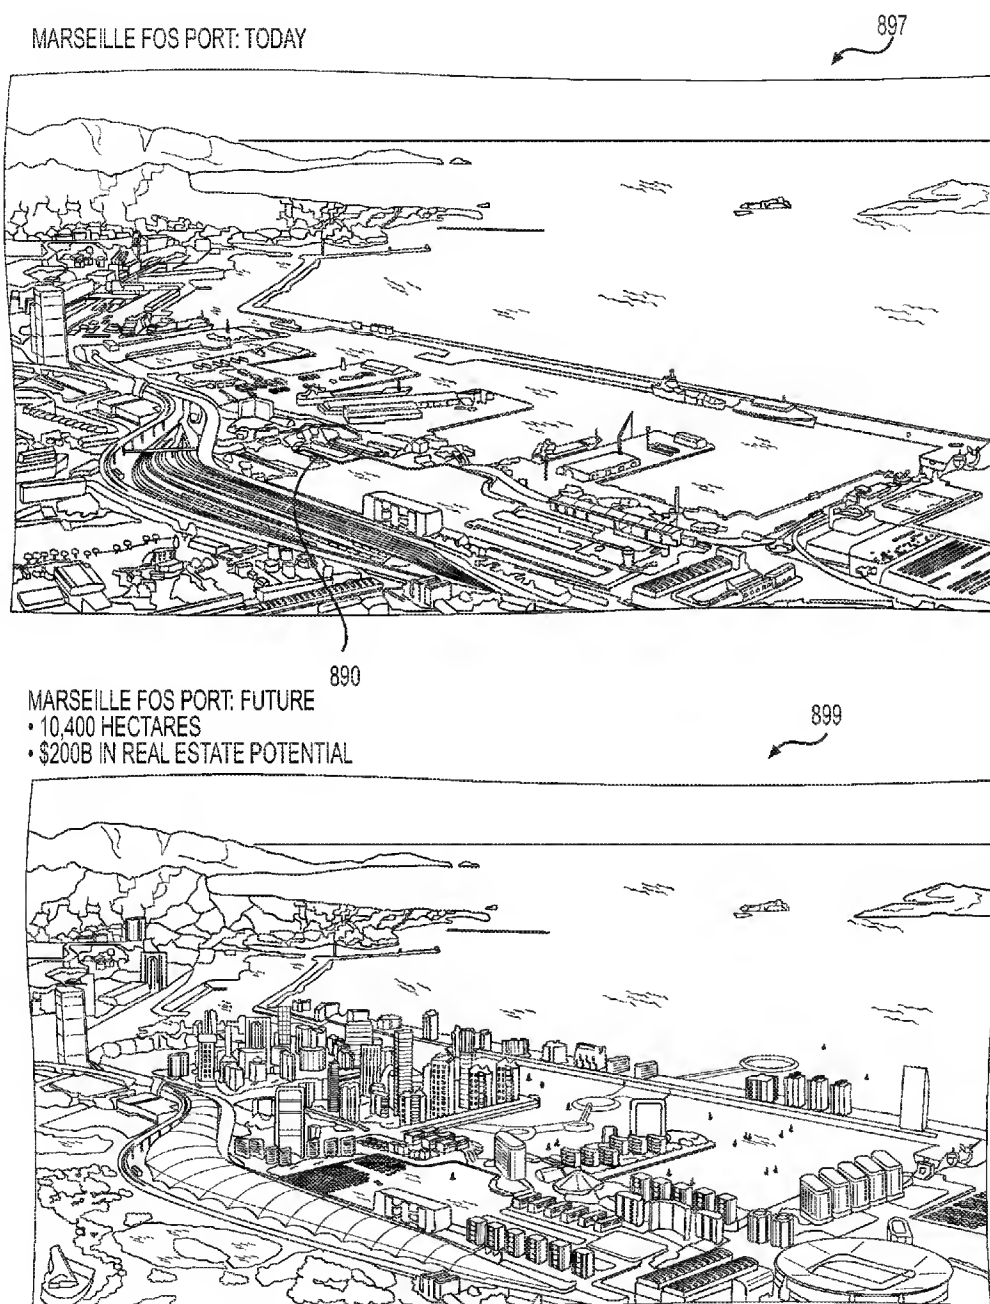 MARSEILLE FOS PORT: TODAY
897
890
MARSEILLE FOS PORT: FUTURE
• 10,400 HECTARES
• $200B IN REAL ESTATE POTENTIAL
899